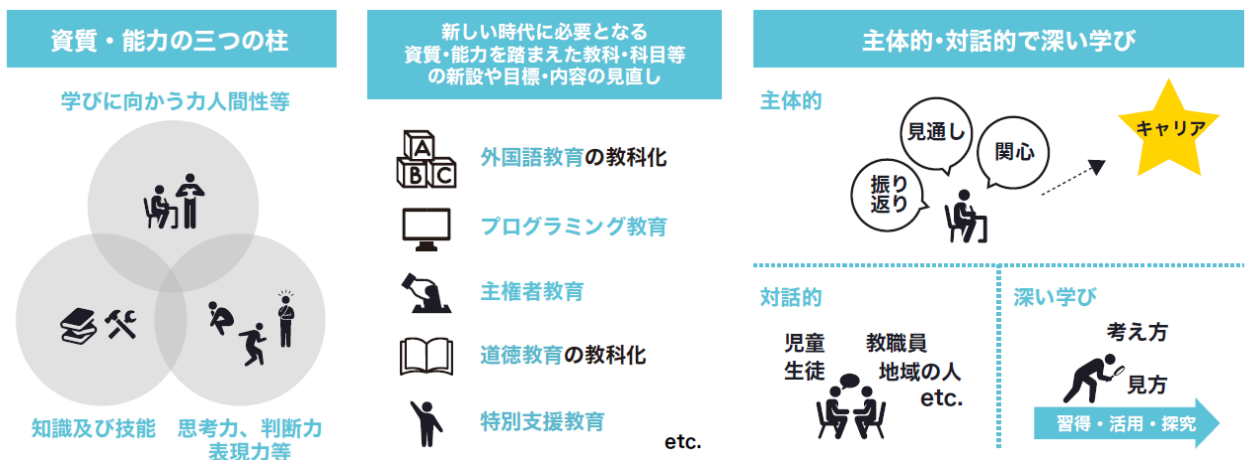 資質・能力の三つの柱
学びに向かう力人間性等
知識及び技能
思考力、判断力
表現力等
新しい時代に必要となる
資質・能力を踏まえた教科・科目等
の新設や目標・内容の見直し
A
B C
外国語教育の教科化
プログラミング教育
主権者教育
道徳教育の教科化
特別支援教育
etc.
主体的・対話的で深い学び
主体的
見通し
関心
振り
返り
キャリア
対話的
児童
生徒
教職員
地域の人
etc.
深い学び
考え方
見方
習得・活用・探究